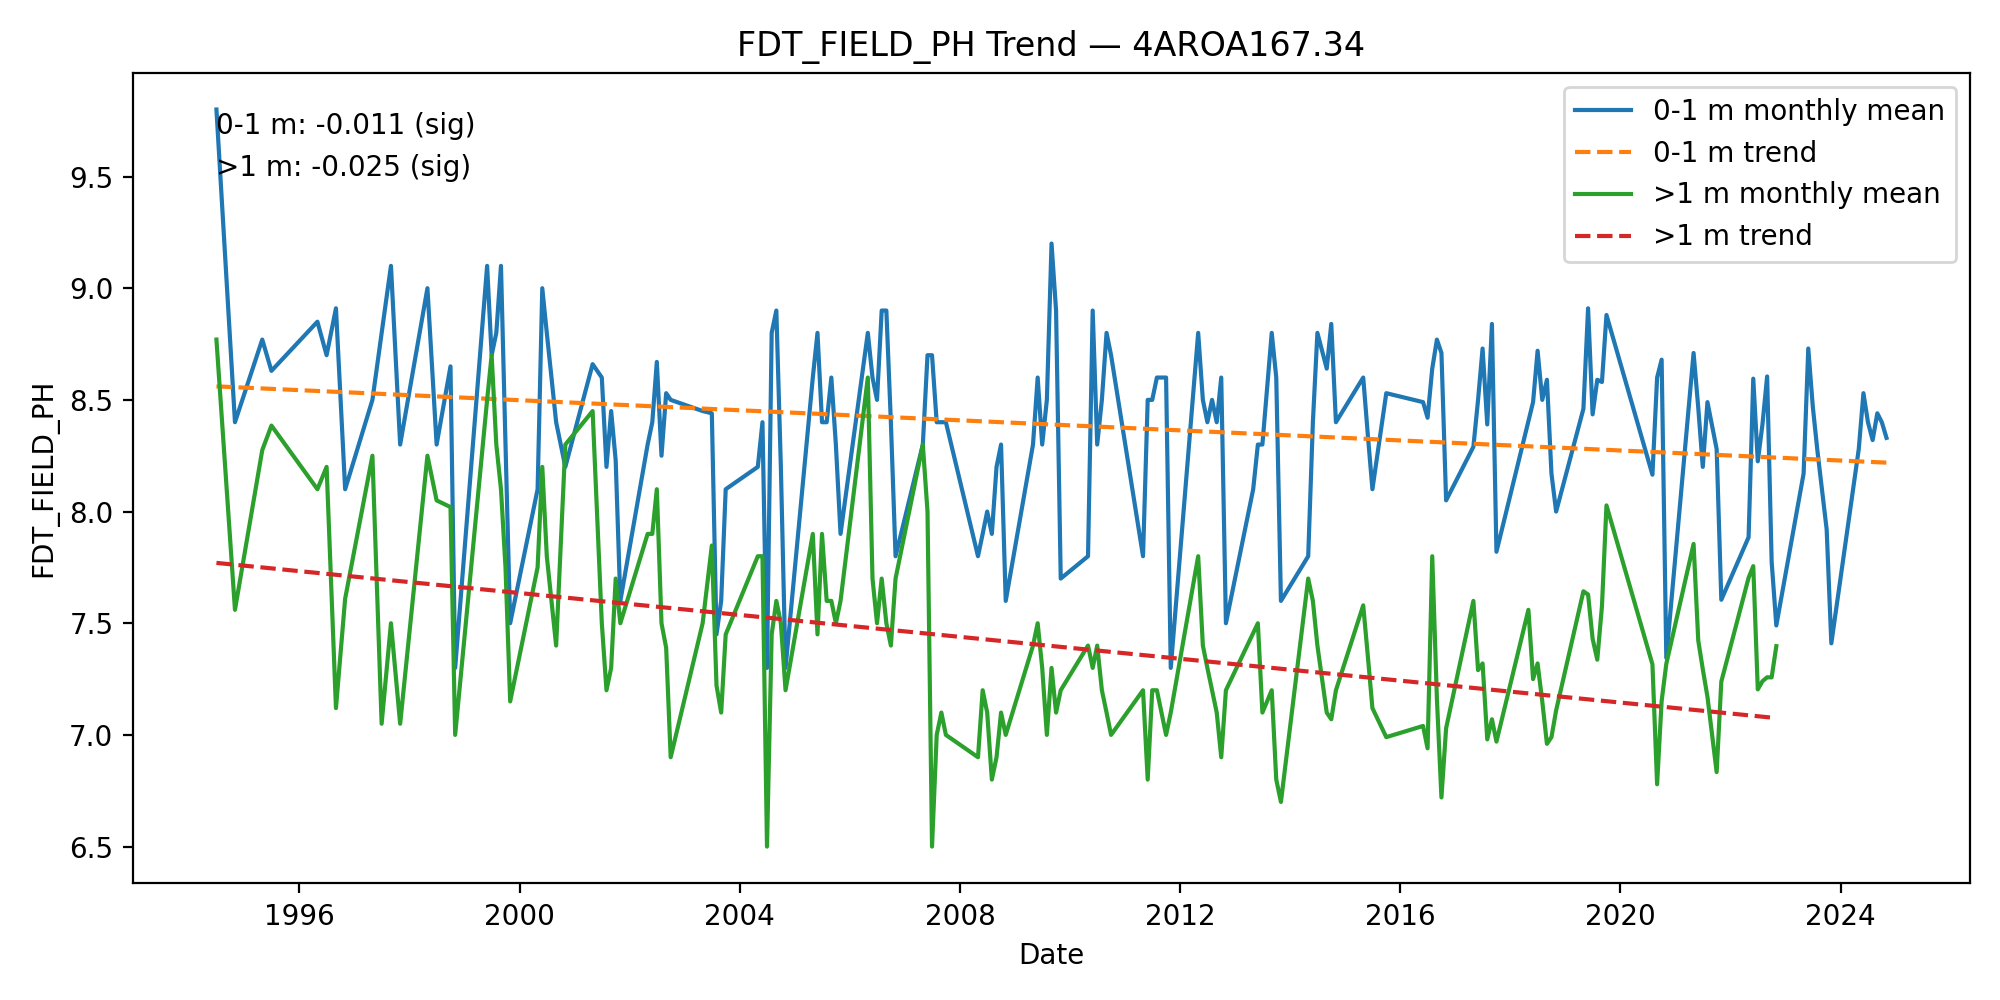 FDT_FIELD_PH Trend — 4AROA167.34
0-1 m: -0.011 (sig)
>1 m: -0.025 (sig)
0-1 m monthly mean
0-1 m trend
>1 m monthly mean
>1 m trend
FDT_FIELD_PH
9.5
9.0
8.5
8.0
7.5
7.0
6.5
1996
2000
2004
2008
2012
2016
2020
2024
Date